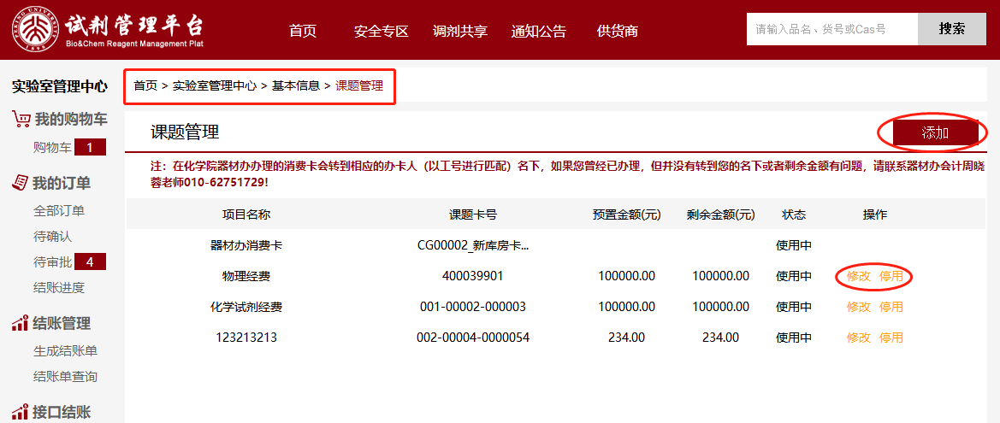 PEKING UNIVERSITY
1898
试剂管理平台
Bio&Chem Reagent Management Plat
首页 安全专区 调剂共享 通知公告 供货商
请输入品名、货号或Cas号 搜索
实验室管理中心
我的购物车
购物车 1
我的订单
全部订单
待确认
待审批 4
结账进度
结账管理
生成结账单
结账单查询
接口结账
首页 > 实验室管理中心 > 基本信息 > 课题管理
课题管理 添加
注：在化学院器材办办理的消费卡会转到相应的办卡人（以工号进行匹配）名下，如果您曾经已办理，但并没有转到您的名下或者剩余金额有问题，请联系器材办会计周晓
蓉老师010-62751729!
项目名称 课题卡号 预置金额(元) 剩余金额(元) 状态 操作
器材办消费卡 CG00002_新库房卡... 使用中
物理经费 400039901 100000.00 100000.00 使用中 修改 停用
化学试剂经费 001-00002-000003 100000.00 100000.00 使用中 修改 停用
123213213 002-00004-0000054 234.00 234.00 使用中 修改 停用